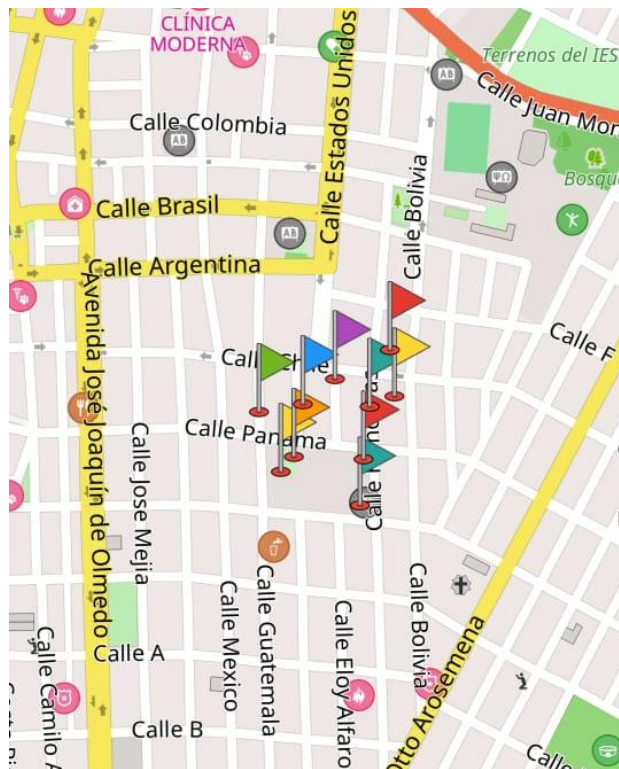 CLÍNICA
MODERNA
Terrenos del IES
Calle Juan Mon
Calle Estados Unidos
Calle Colombia
Bosque
Calle Bolivia
Calle Brasil
Calle Argentina
Calle F
Avenida José Joaquín de Olmedo
Calle Panama
Calle Jose Mejia
Calle Guatemala
Calle Mexico
Calle Eloy Alfaro
Calle Bolivia
Otto Arosemena
Calle A
Calle Camilo A
Calle B